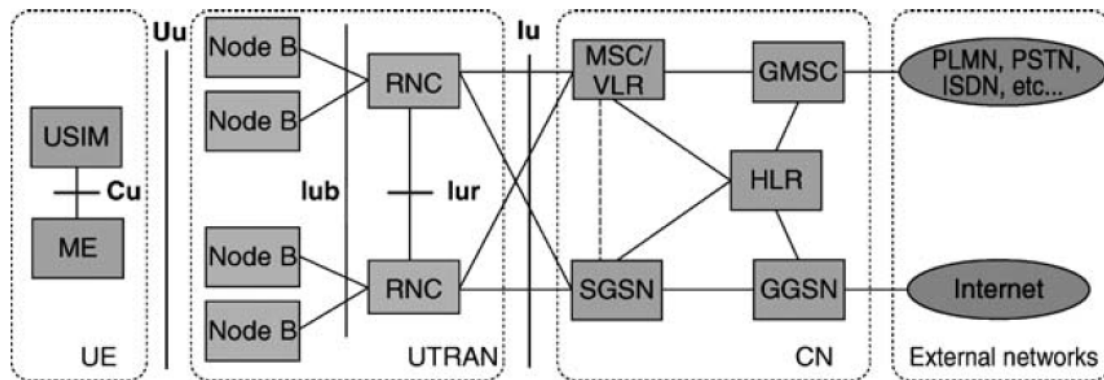 Uu
Iu
Node B
Node B
RNC
MSC/
VLR
GMSC
PLMN, PSTN,
ISDN, etc...
USIM
Cu
ME
Iub
Iur
HLR
Node B
Node B
RNC
SGSN
GGSN
Internet
UE
UTRAN
CN
External networks